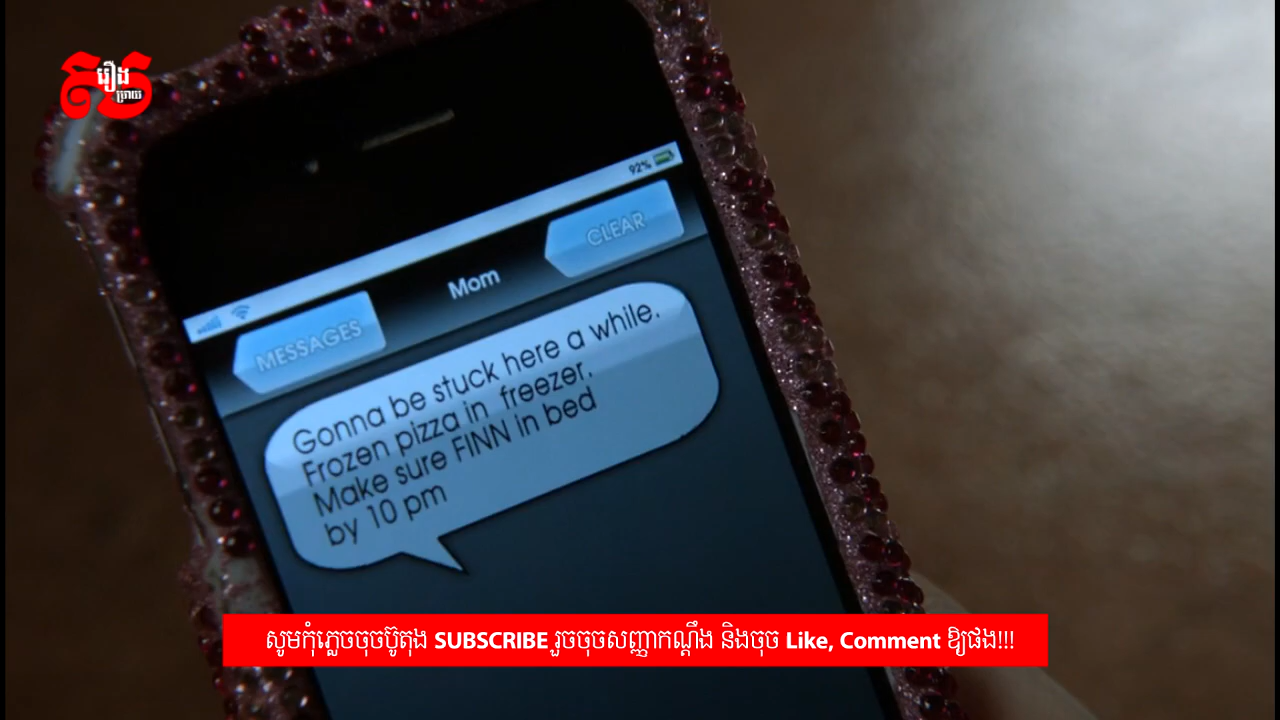 រឿង
ប្រាយ
92%
CLEAR
Mom
MESSAGES
Gonna be stuck here a while.
Frozen pizza in freezer.
Make sure FINN in bed
by 10 pm
សូមកុំភ្លេចចុចប៊ូតុង SUBSCRIBE រួចចុចសញ្ញាកណ្ដឹង និងចុច Like, Comment ឱ្យផង!!!